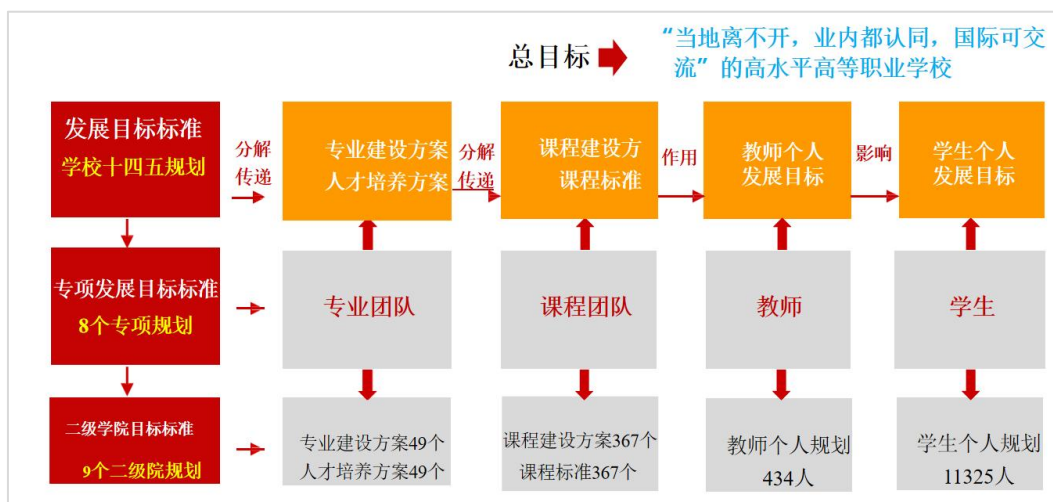 总目标
“当地离不开，业内都认同，国际可交
流”的高水平高等职业学校
发展目标标准
学校十四五规划
分解
传递
专业建设方案
人才培养方案
分解
传递
课程建设方
课程标准
作用
教师个人
发展目标
影响
学生个人
发展目标
专项发展目标标准
8个专项规划
专业团队
课程团队
教师
学生
二级学院目标标准
9个二级院规划
专业建设方案49个
人才培养方案49个
课程建设方案367个
课程标准367个
教师个人规划
434人
学生个人规划
11325人